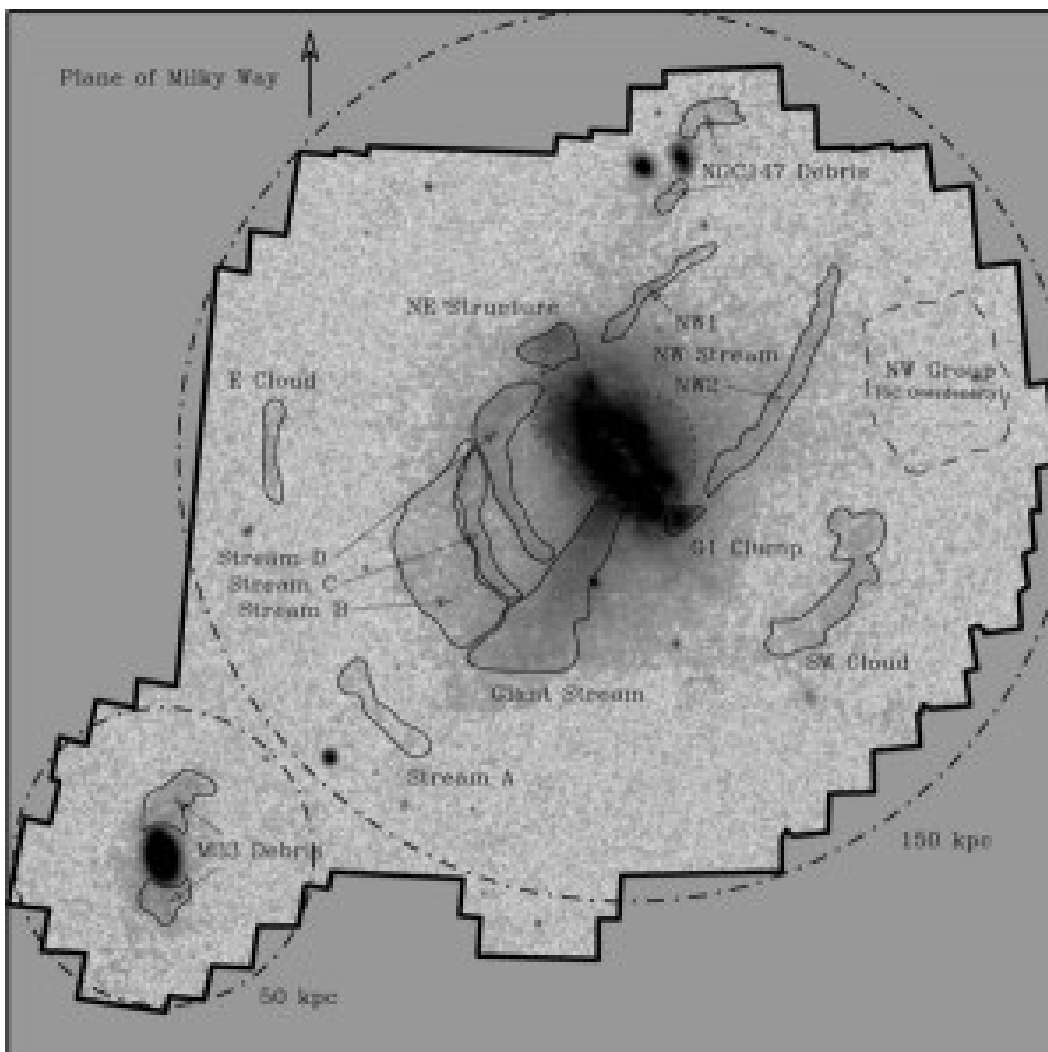 Plane of Milky Way
NGC147 Debris
NE Structure
NW1
NW Stream
E Cloud
NW2
NW Group
G1 Clump
Stream D
Stream C
Stream B
SW Cloud
Giant Stream
Stream A
150 kpc
M33 Debris
50 kpc